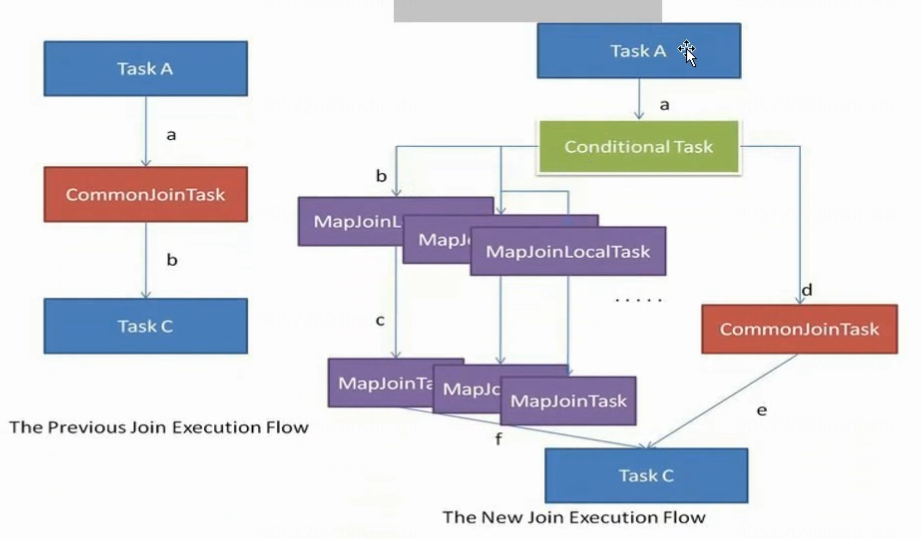 Task A
a
CommonJoinTask
b
Task C
The Previous Join Execution Flow
Task A
a
Conditional Task
b
MapJoinL
MapJo
MapJoinLocalTask
.....
c
d
CommonJoinTask
MapJoinTa
MapJo
MapJoinTask
e
f
Task C
The New Join Execution Flow